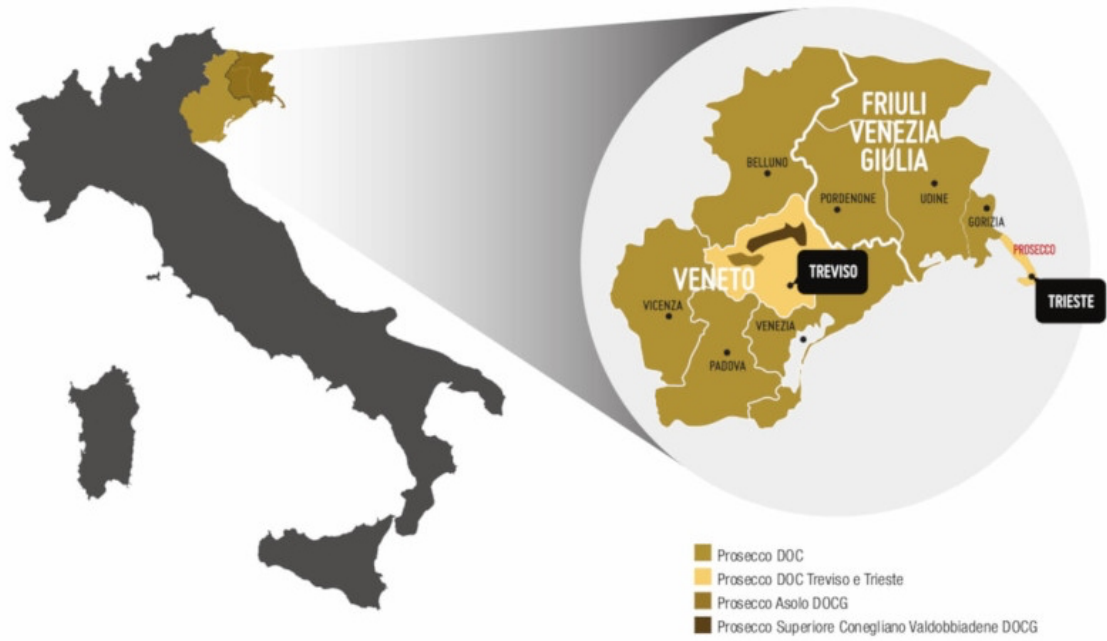 FRIULI
VENEZIA
GIULIA
BELLUNO
PORDENONE
UDINE
GORIZIA
PROSECCO
TREVISO
VENETO
TRIESTE
VICENZA
VENEZIA
PADOVA
Prosecco DOC
Prosecco DOC Treviso e Trieste
Prosecco Asolo DOCG
Prosecco Superiore Conegliano Valdobbiadene DOCG